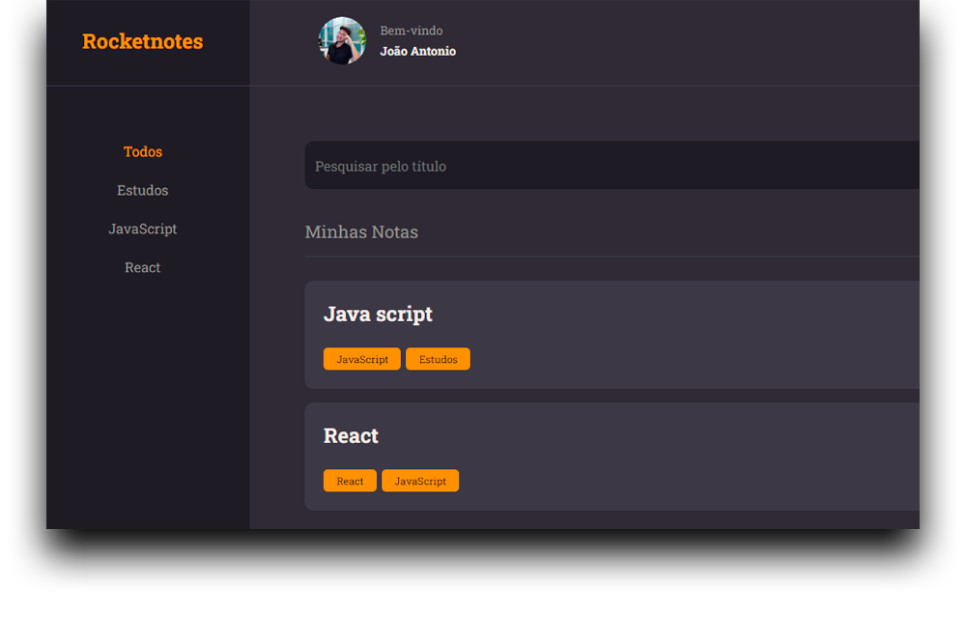 Rocketnotes
Bem-vindo
João Antonio
Todos
Estudos
JavaScript
React
Pesquisar pelo título
Minhas Notas
Java script
JavaScript Estudos
React
React JavaScript